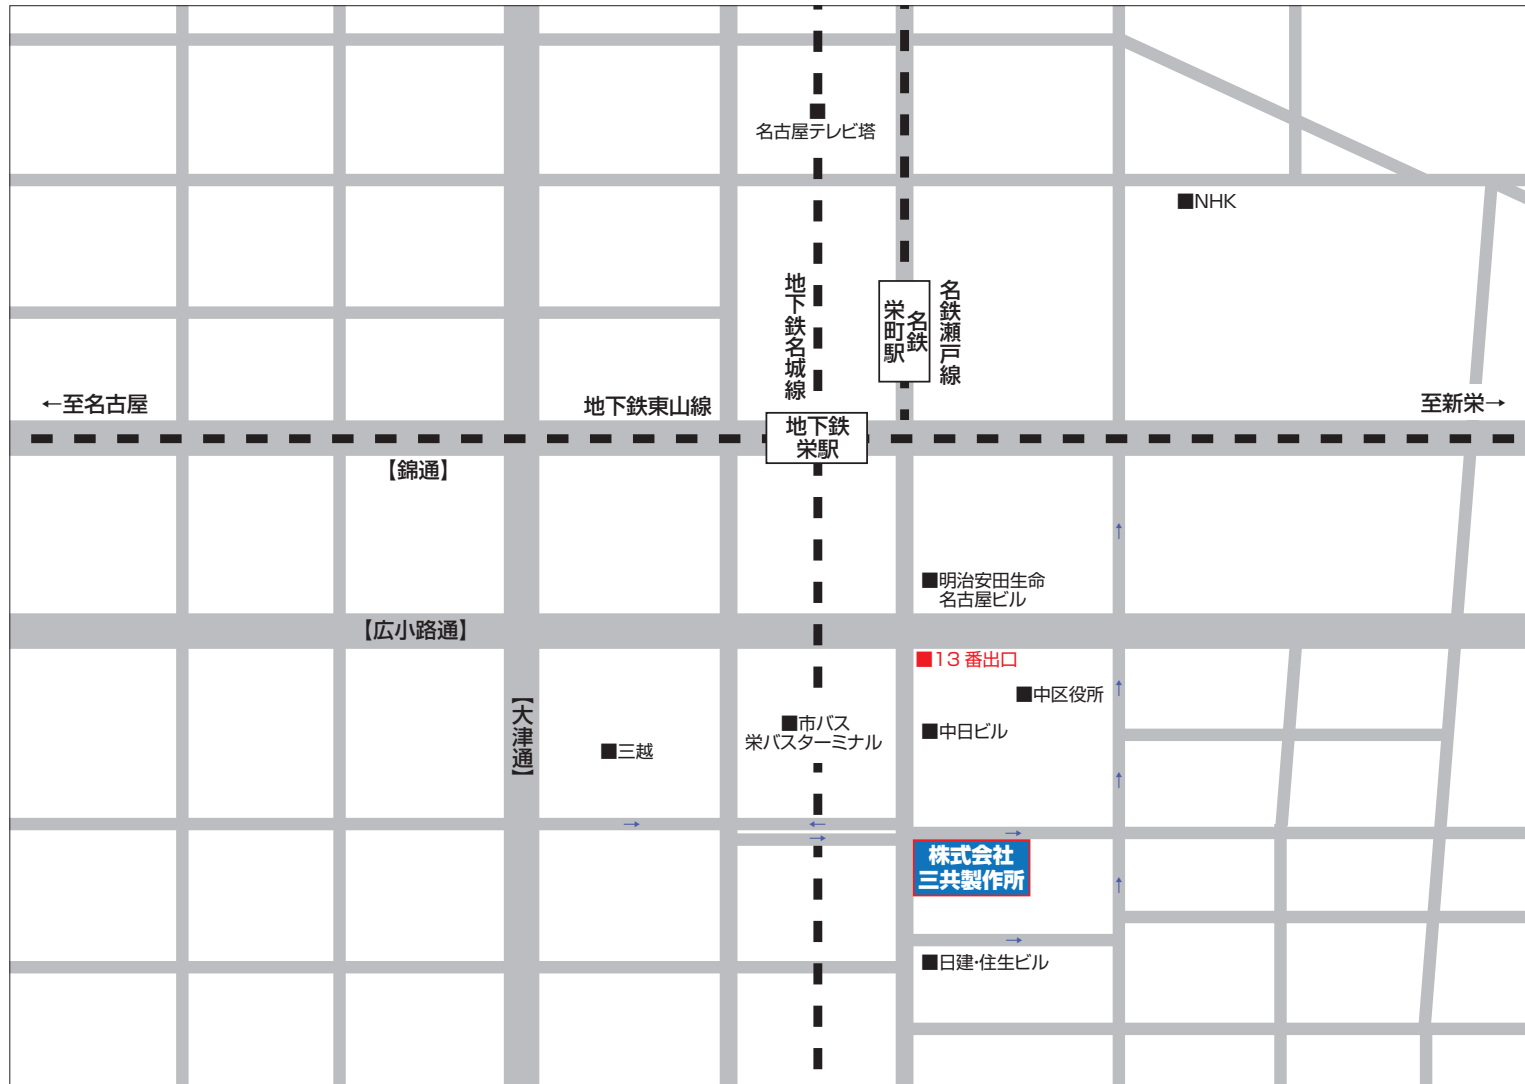 ■
名古屋テレビ塔
■NHK
地下鉄名城線
名鉄
栄町駅
名鉄瀬戸線
←至名古屋
地下鉄東山線
至新栄→
地下鉄
栄駅
【錦通】
■明治安田生命
名古屋ビル
【広小路通】
■13 番出口
■中区役所
【大津通】
■市バス
栄バスターミナル
■中日ビル
■三越
→
←
→
→
株式会社
三共製作所
→
■日建・住生ビル